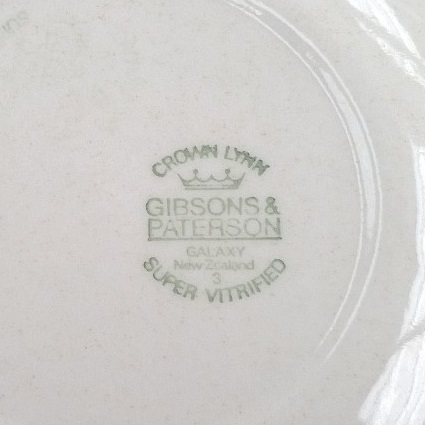 CROWN LYNN
GIBSONS &
PATERSON
GALAXY
New Zealand
3
SUPER VITRIFIED